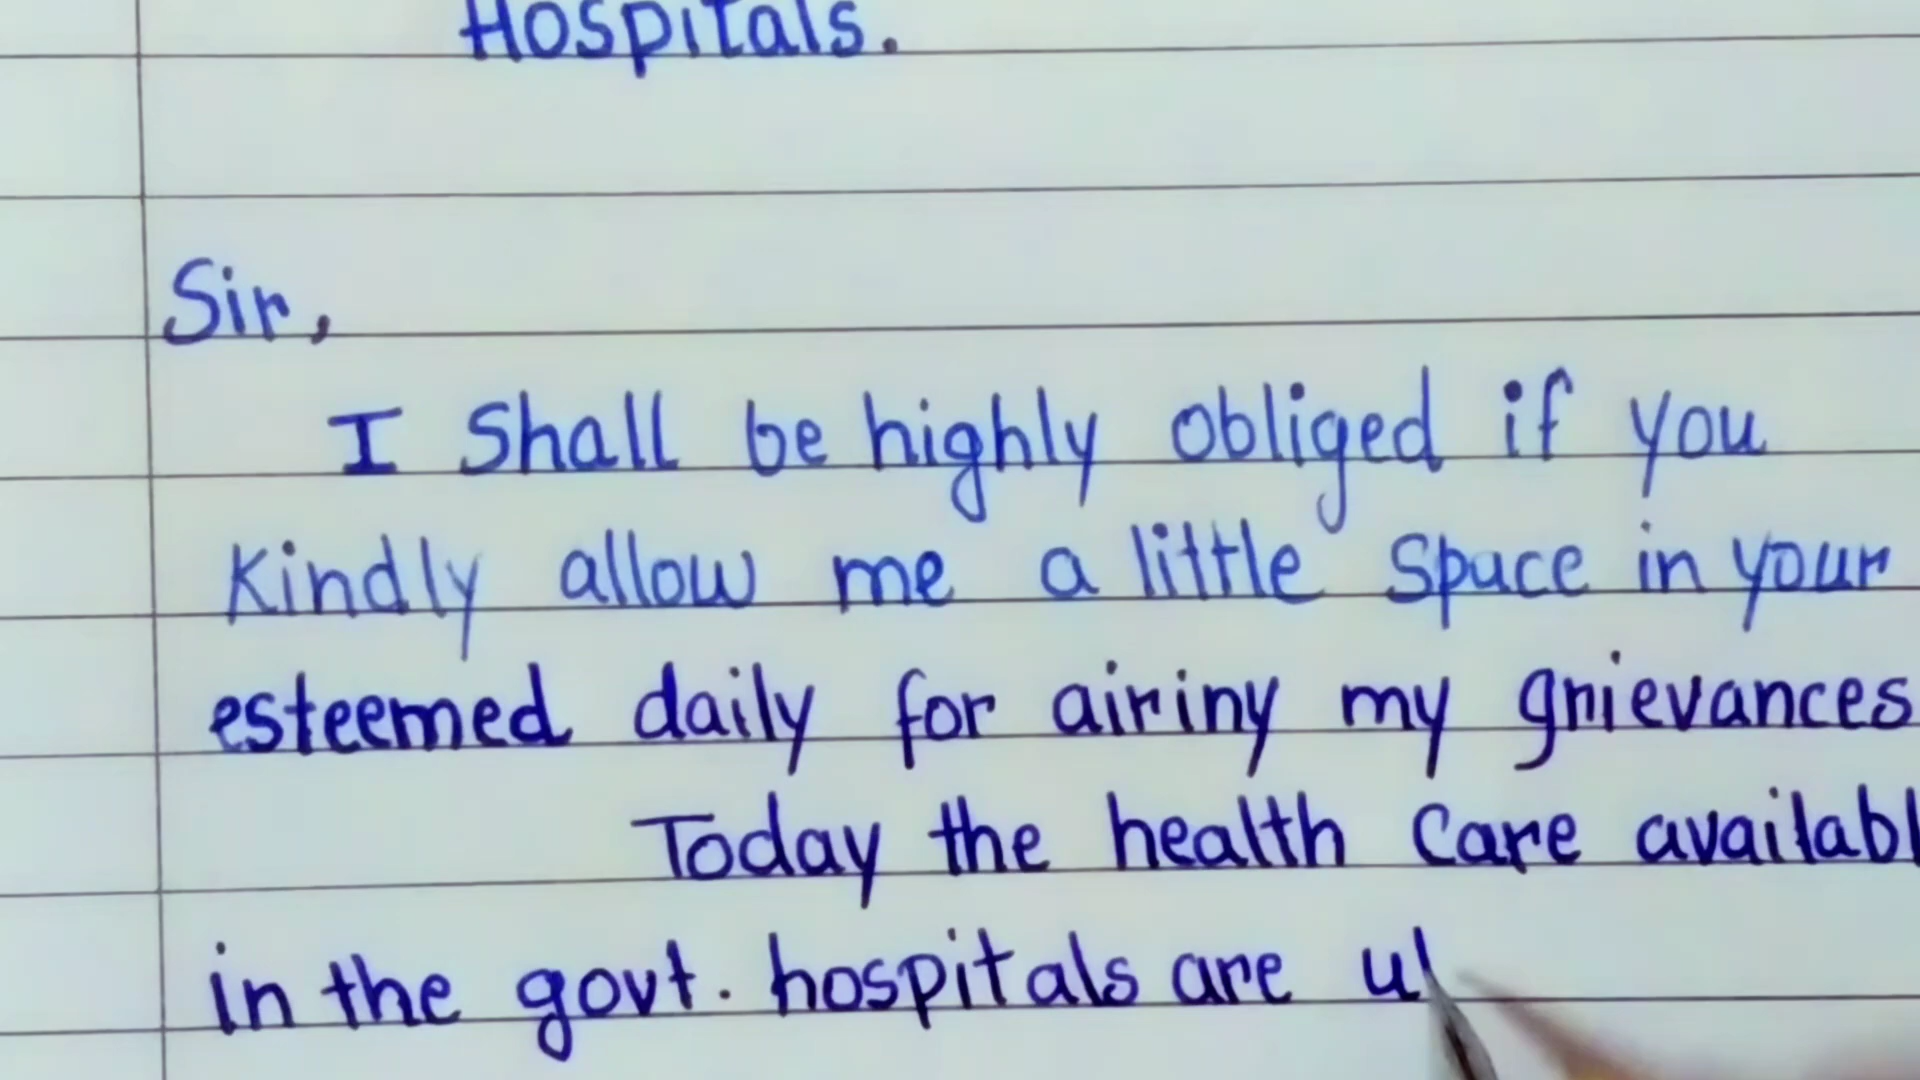 Hospitals.
Sir,
I Shall be highly obliged if you
Kindly allow me a little space in your
esteemed daily for airiny my grievances
Today the health Care availabl
in the govt. hospitals are